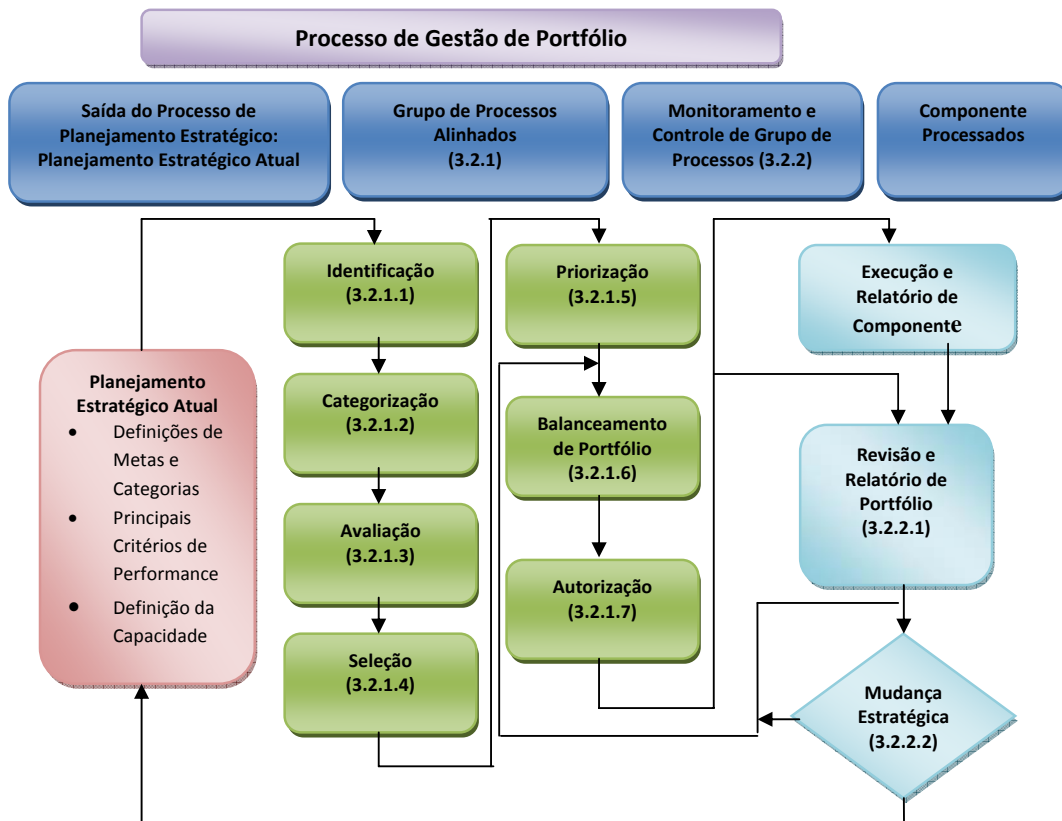 Processo de Gestão de Portfólio
Saída do Processo de
Planejamento Estratégico:
Planejamento Estratégico Atual
Grupo de Processos
Alinhados
(3.2.1)
Monitoramento e
Controle de Grupo de
Processos (3.2.2)
Componente
Processados
Planejamento
Estratégico Atual
• Definições de
Metas e
Categorias
• Principais
Critérios de
Performance
• Definição da
Capacidade
Identificação
(3.2.1.1)
Categorização
(3.2.1.2)
Avaliação
(3.2.1.3)
Seleção
(3.2.1.4)
Priorização
(3.2.1.5)
Balanceamento
de Portfólio
(3.2.1.6)
Autorização
(3.2.1.7)
Execução e
Relatório de
Componente
Revisão e
Relatório de
Portfólio
(3.2.2.1)
Mudança
Estratégica
(3.2.2.2)